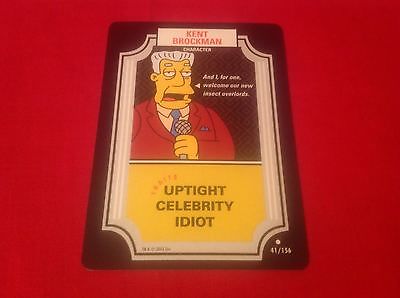 KENT
BROCKMAN
CHARACTER
And I, for one,
welcome our new
insect overlords.
TRAITS
UPTIGHT
CELEBRITY
IDIOT
41/156